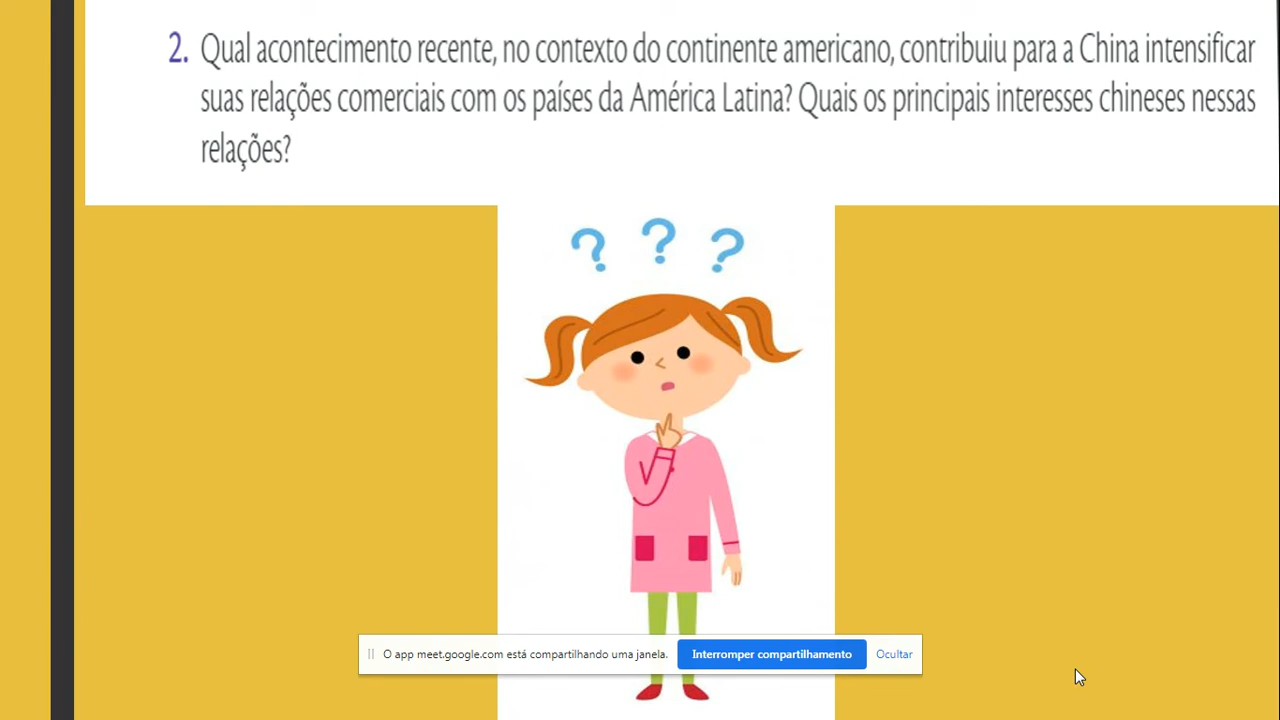 2. Qual acontecimento recente, no contexto do continente americano, contribuiu para a China intensificar
suas relações comerciais com os países da América Latina? Quais os principais interesses chineses nessas
relações?
? ? ?
O app meet.google.com está compartilhando uma janela. Interromper compartilhamento Ocultar